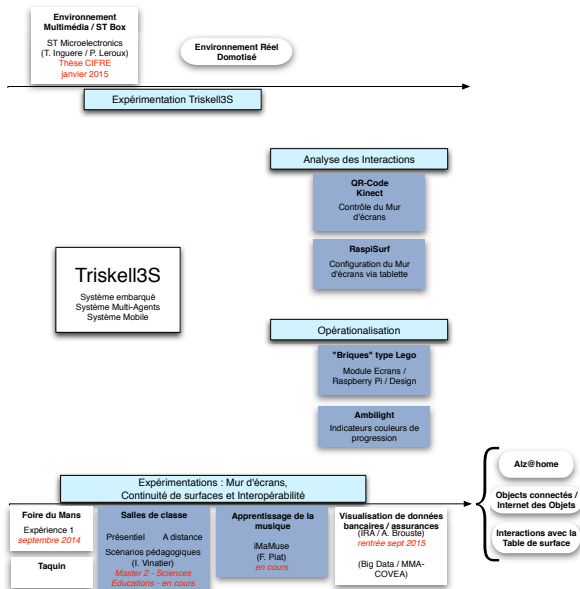 Environnement
Multimédia / ST Box
ST Microelectronics
(T. Inguere / P. Leroux)
Thèse CIFRE
janvier 2015
Environnement Réel
Domotisé
Expérimentation Triskell3S
Analyse des Interactions
QR-Code
Kinect
Contrôle du Mur
d'écrans
RaspiSurf
Configuration du Mur
d'écrans via tablette
Triskell3S
Système embarqué
Système Multi-Agents
Système Mobile
Opérationalisation
"Briques" type Lego
Module Ecrans /
Raspberry Pi / Design
Ambilight
Indicateurs couleurs de
progression
Expérimentations : Mur d'écrans,
Continuité de surfaces et Interopérabilité
Foire du Mans
Expérience 1
septembre 2014
Taquin
Salles de classe
Présentiel A distance
Scénarios pédagogiques
(I. Vinatier)
Master 2 - Sciences
Educations - en cours
Apprentissage de la
musique
iMaMuse
(F. Piat)
en cours
Visualisation de données
bancaires / assurances
(IRA / A. Brouste)
rentrée sept 2015
(Big Data / MMA-
COVEA)
Alz@home
Objects connectés /
Internet des Objets
Interactions avec la
Table de surface